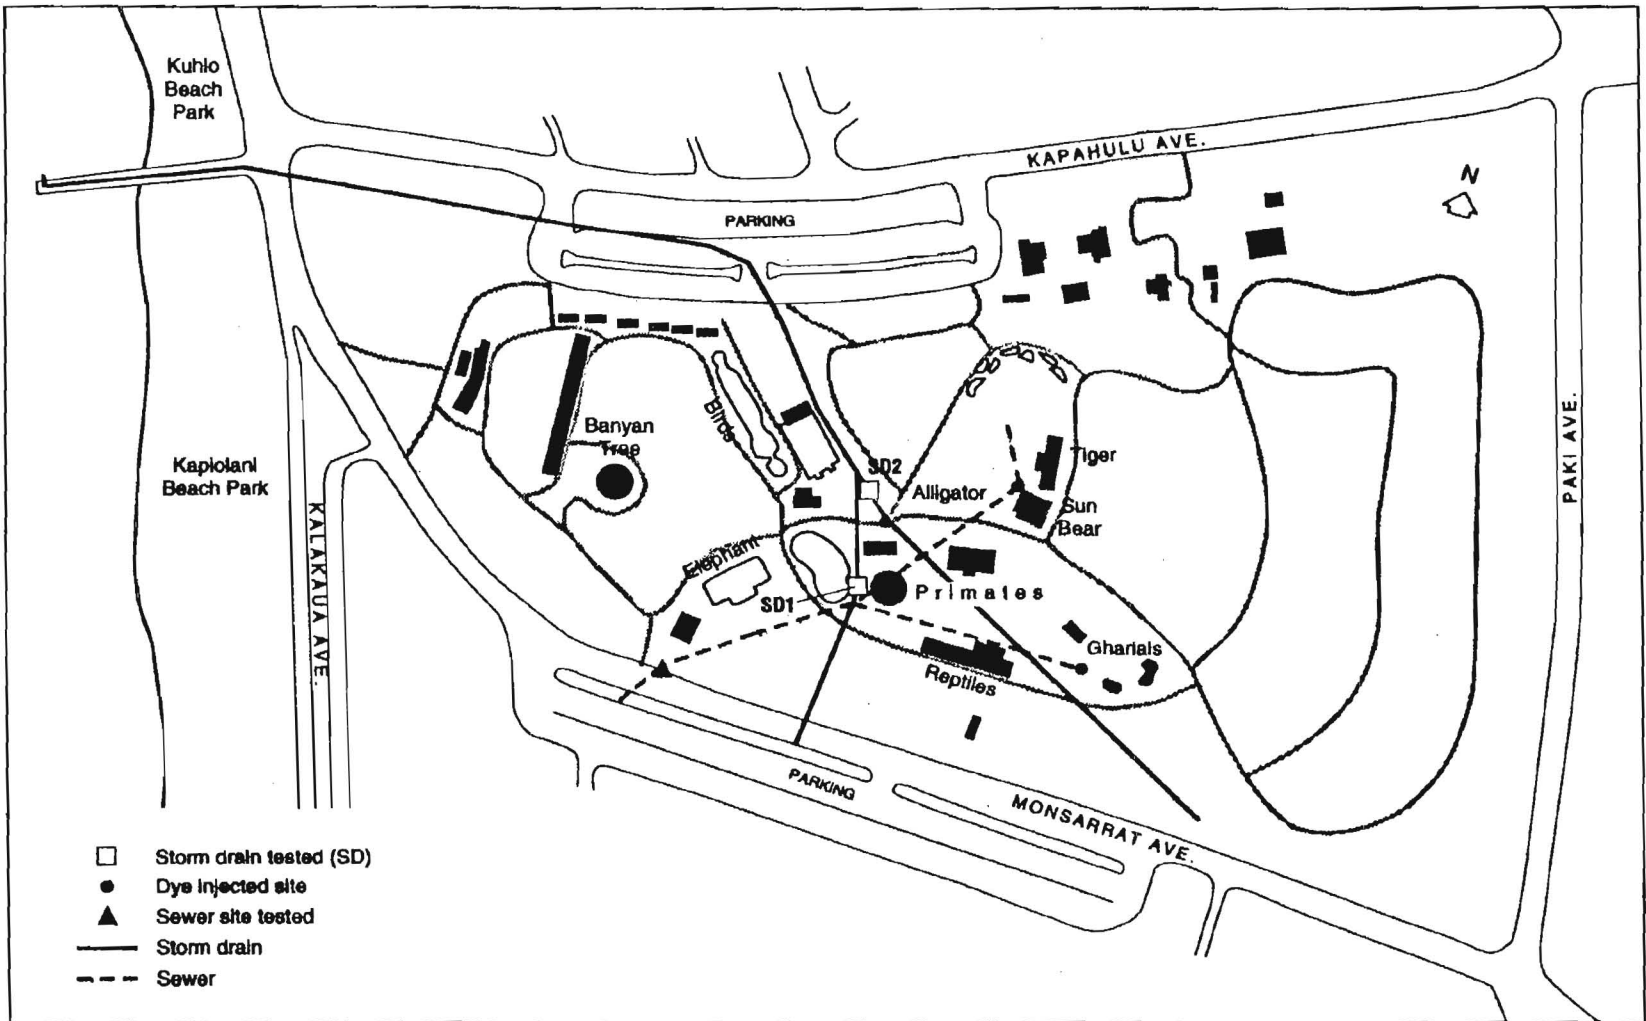 Kuhlo
Beach
Park
KAPAHULU AVE.
N
PARKING
Birds
Banyan
Tree
SD2
Tiger
Alligator
Sun
Bear
Kapiolani
Beach Park
KALAKAUA AVE.
PAKI AVE.
Elephant
SD1
Primates
Gharials
Reptiles
PARKING
MONSARRAT AVE.
Storm drain tested (SD)
Dye injected site
Sewer site tested
Storm drain
Sewer